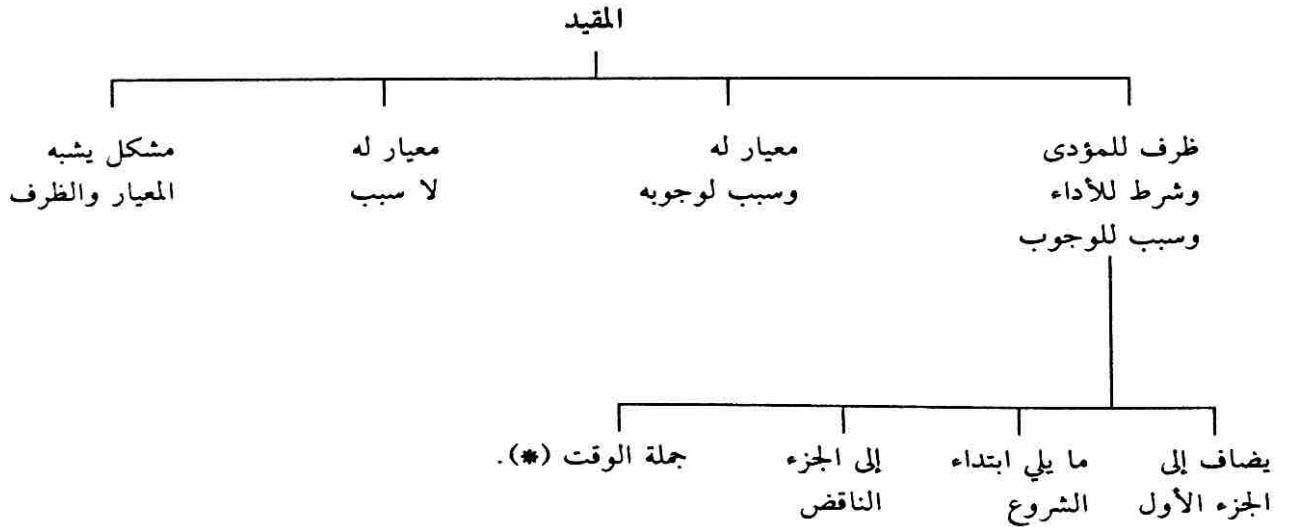 المقيد
ظرف للمؤدى
وشرط للأداء
وسبب للوجوب
معيار له
وسبب لوجوبه
معيار له
لا سبب
مشكل يشبه
المعيار والظرف
يضاف إلى
الجزء الأول
ما يلي ابتداء
الشروع
إلى الجزء
الناقض
جملة الوقت (*).